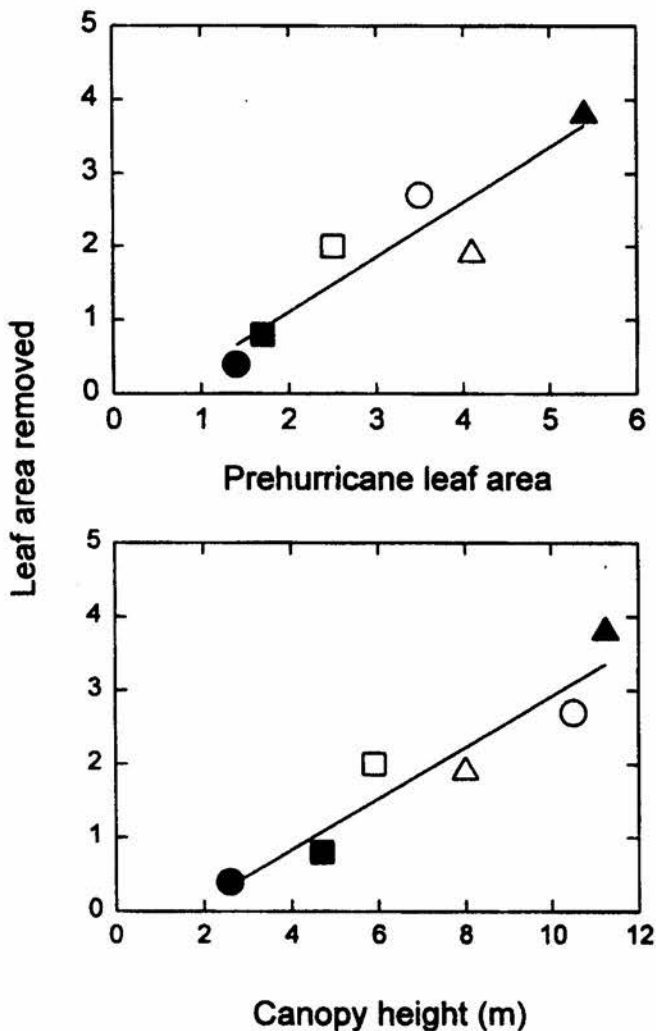 Leaf area removed
5
4
3
2
1
0
0 1 2 3 4 5 6
Prehurricane leaf area
5
4
3
2
1
0
0 2 4 6 8 10 12
Canopy height (m)